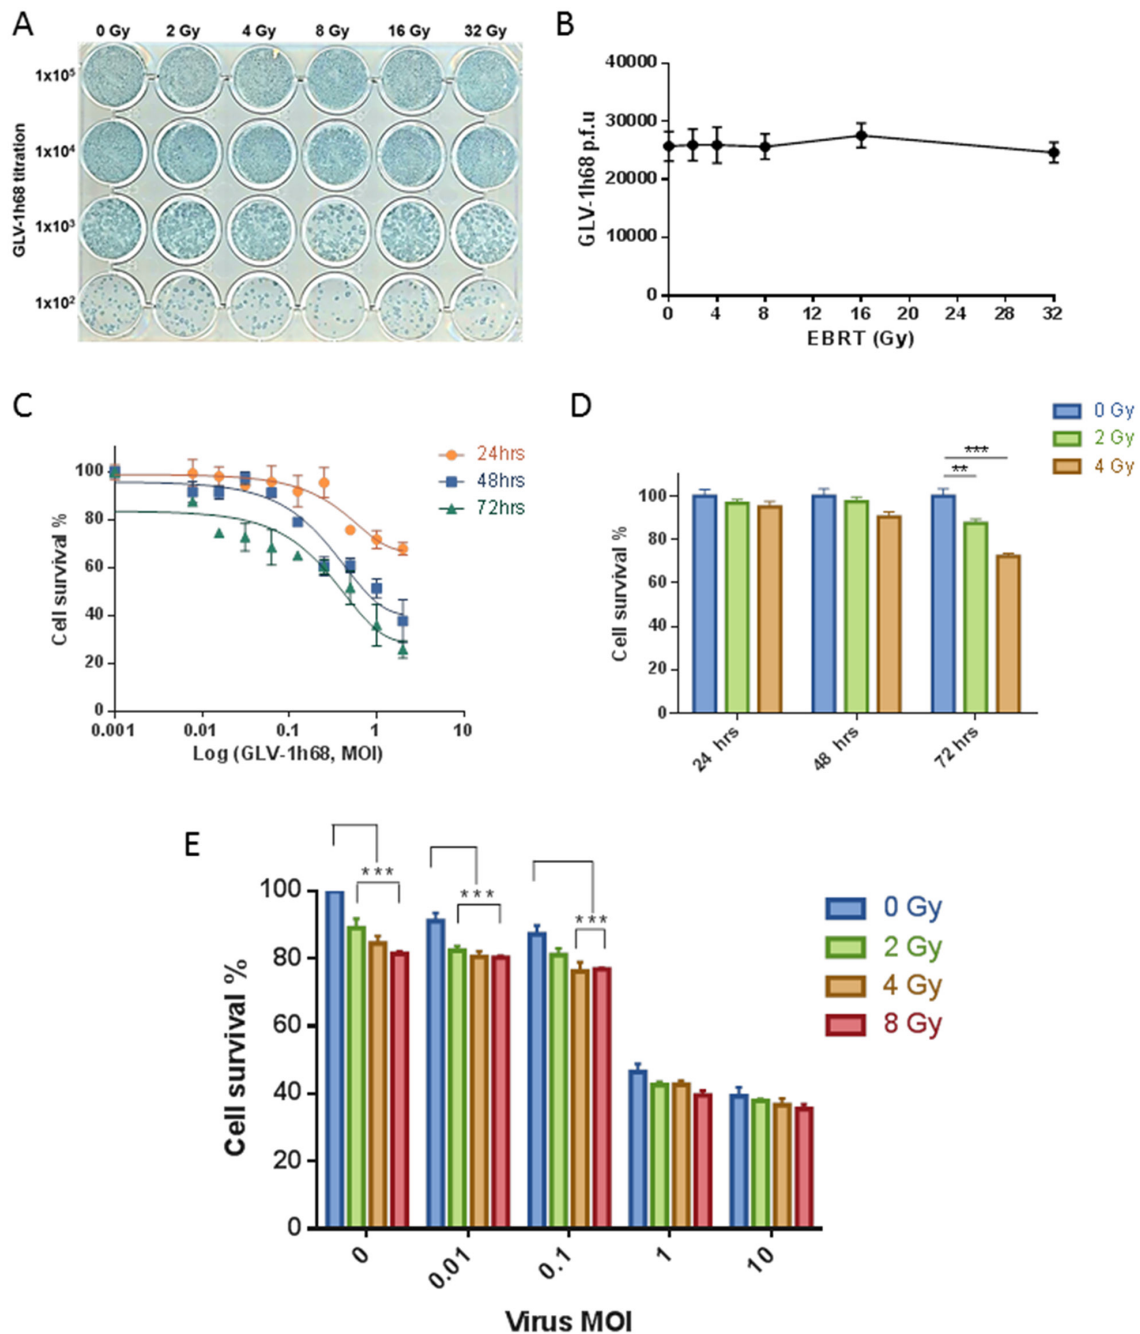 A
0 Gy 2 Gy 4 Gy 8 Gy 16 Gy 32 Gy
1x10⁵
1x10⁴
1x10³
1x10²
GLV-1h68 titration
B
40000
30000
20000
10000
0
GLV-1h68 p.f.u
0 4 8 12 16 20 24 28 32
EBRT (Gy)
C
24hrs
48hrs
72hrs
100
80
60
40
20
0
Cell survival %
0.001 0.01 0.1 1 10
Log (GLV-1h68, MOI)
D
0 Gy
2 Gy
4 Gy
***
**
100
80
60
40
20
0
Cell survival %
24 hrs 48 hrs 72 hrs
E
*** *** ***
100
80
60
40
20
0
Cell survival %
0 Gy
2 Gy
4 Gy
8 Gy
0 0.01 0.1 1 10
Virus MOI